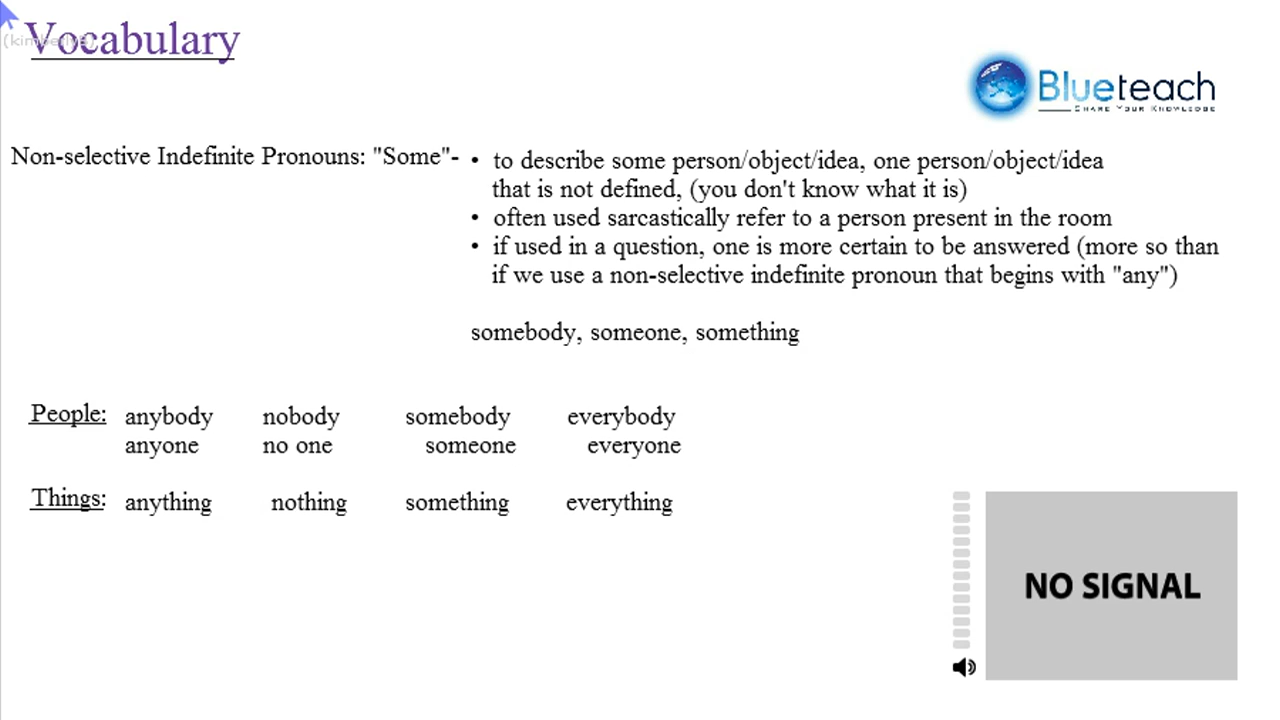 Vocabulary
Blueteach
SHARE YOUR KNOWLEDGE
Non-selective Indefinite Pronouns: "Some"- • to describe some person/object/idea, one person/object/idea
that is not defined, (you don't know what it is)
• often used sarcastically refer to a person present in the room
• if used in a question, one is more certain to be answered (more so than
if we use a non-selective indefinite pronoun that begins with "any")
somebody, someone, something
People: anybody nobody somebody everybody
anyone no one someone everyone
Things: anything nothing something everything
NO SIGNAL